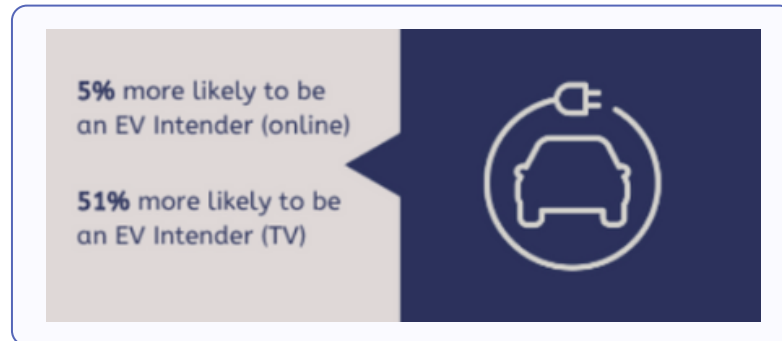 5% more likely to be
an EV Intender (online)
51% more likely to be
an EV Intender (TV)